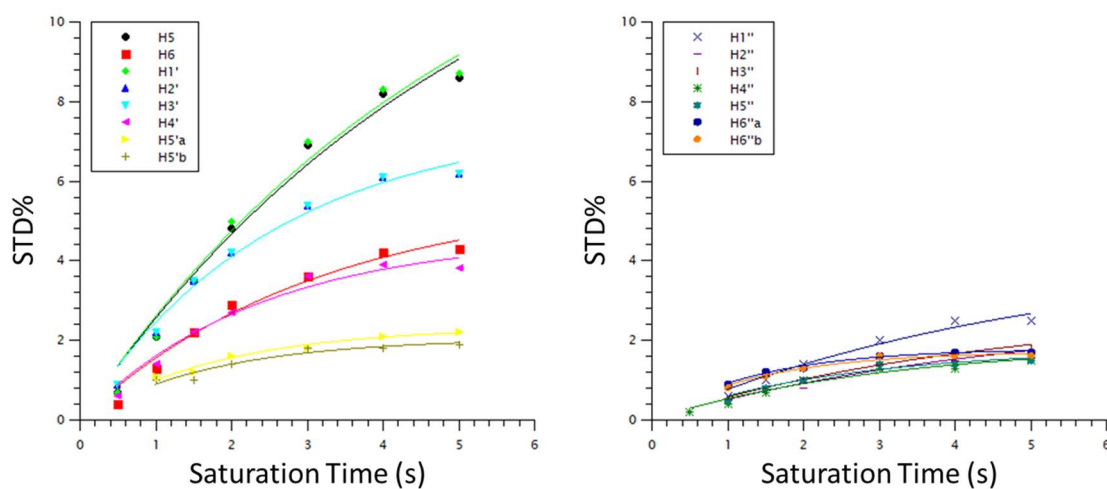 10
8
6
4
2
0
STD%
H5
H6
H1'
H2'
H3'
H4'
H5'a
H5'b
0 1 2 3 4 5 6
Saturation Time (s)
10
8
6
4
2
0
STD%
H1''
H2''
H3''
H4''
H5''
H6''a
H6''b
0 1 2 3 4 5 6
Saturation Time (s)